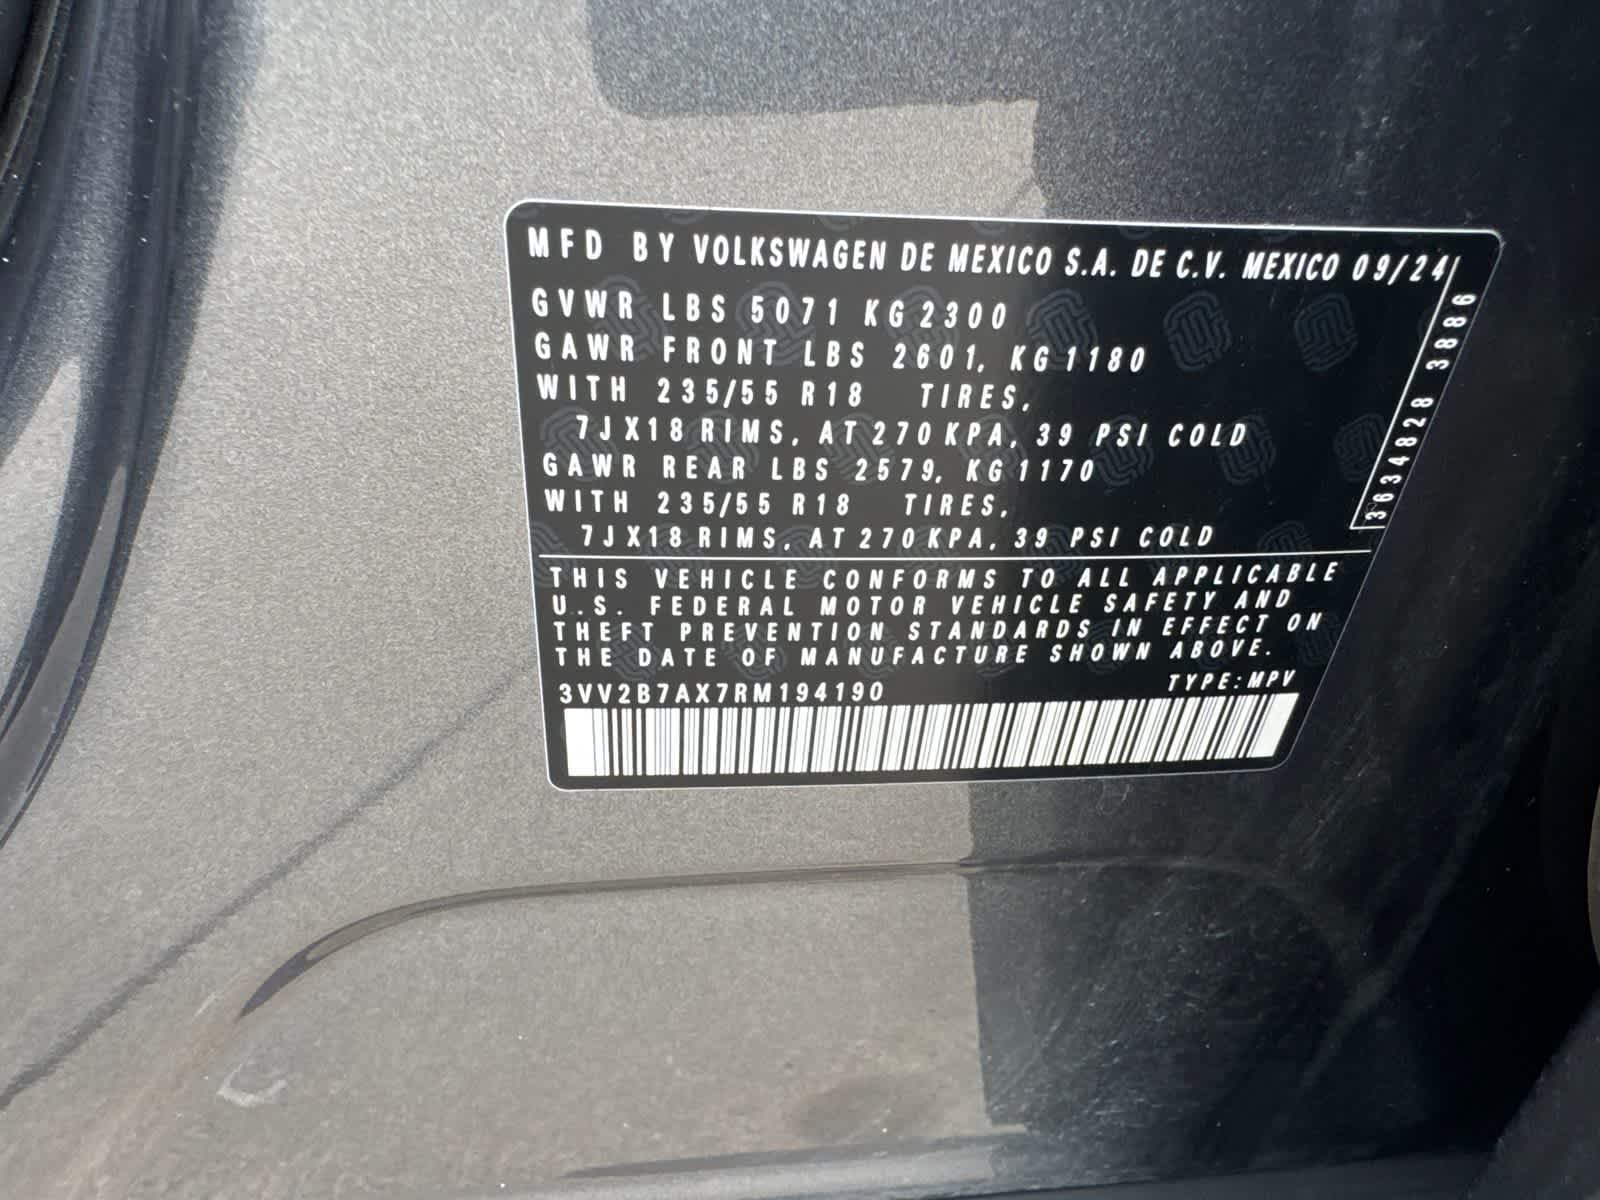 MFD BY VOLKSWAGEN DE MEXICO S.A. DE C.V. MEXICO 09/24
GVWR LBS 5071 KG 2300
GAWR FRONT LBS 2601, KG 1180
WITH 235/55 R18 TIRES,
7JX18 RIMS, AT 270 KPA, 39 PSI COLD
GAWR REAR LBS 2579, KG 1170
WITH 235/55 R18 TIRES,
7JX18 RIMS, AT 270 KPA, 39 PSI COLD
3634828 3886
THIS VEHICLE CONFORMS TO ALL APPLICABLE
U.S. FEDERAL MOTOR VEHICLE SAFETY AND
THEFT PREVENTION STANDARDS IN EFFECT ON
THE DATE OF MANUFACTURE SHOWN ABOVE.
3VV2B7AX7RM194190 TYPE: MPV